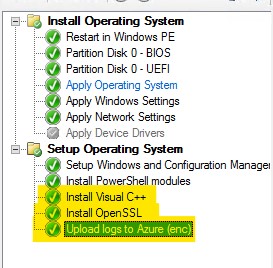 Install Operating System
Restart in Windows PE
Partition Disk 0 - BIOS
Partition Disk 0 - UEFI
Apply Operating System
Apply Windows Settings
Apply Network Settings
Apply Device Drivers
Setup Operating System
Setup Windows and Configuration Manager
Install PowerShell modules
Install Visual C++
Install OpenSSL
Upload logs to Azure (enc)